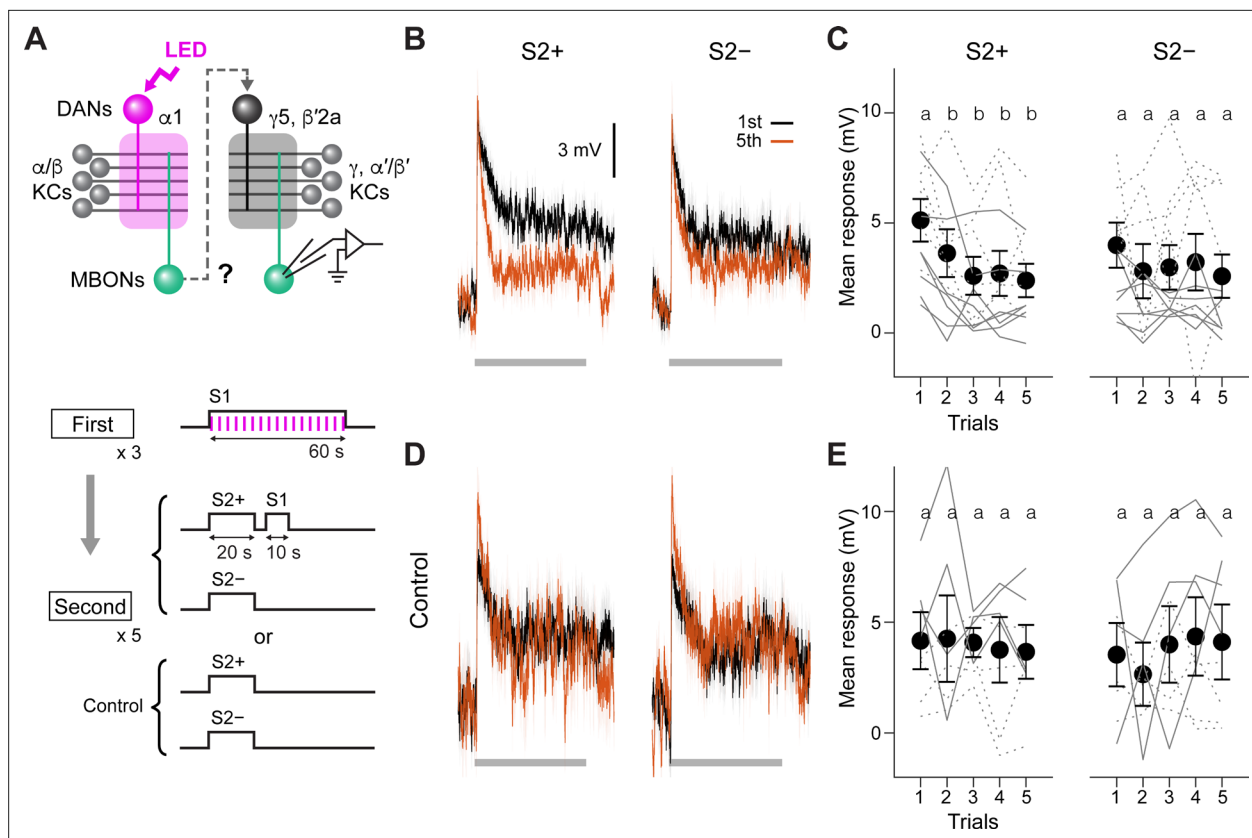 A
LED
DANs
α1
γ5, β′2a
α/β
KCs
γ, α′/β′
KCs
MBONs
?
First
x 3
S1
60 s
S2+
S1
20 s
10 s
Second
x 5
S2−
or
Control
S2+
S2−
B
S2+
S2−
3 mV
1st
5th
C
S2+
S2−
Mean response (mV)
10
5
0
a b b b b
a a a a a
1 2 3 4 5
1 2 3 4 5
Trials
D
Control
E
Mean response (mV)
10
5
0
a a a a a
a a a a a
1 2 3 4 5
1 2 3 4 5
Trials